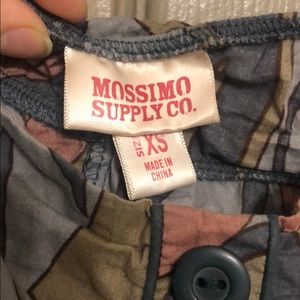 MOSSIMO
SUPPLY CO.
SIZE
XS
MADE IN
CHINA